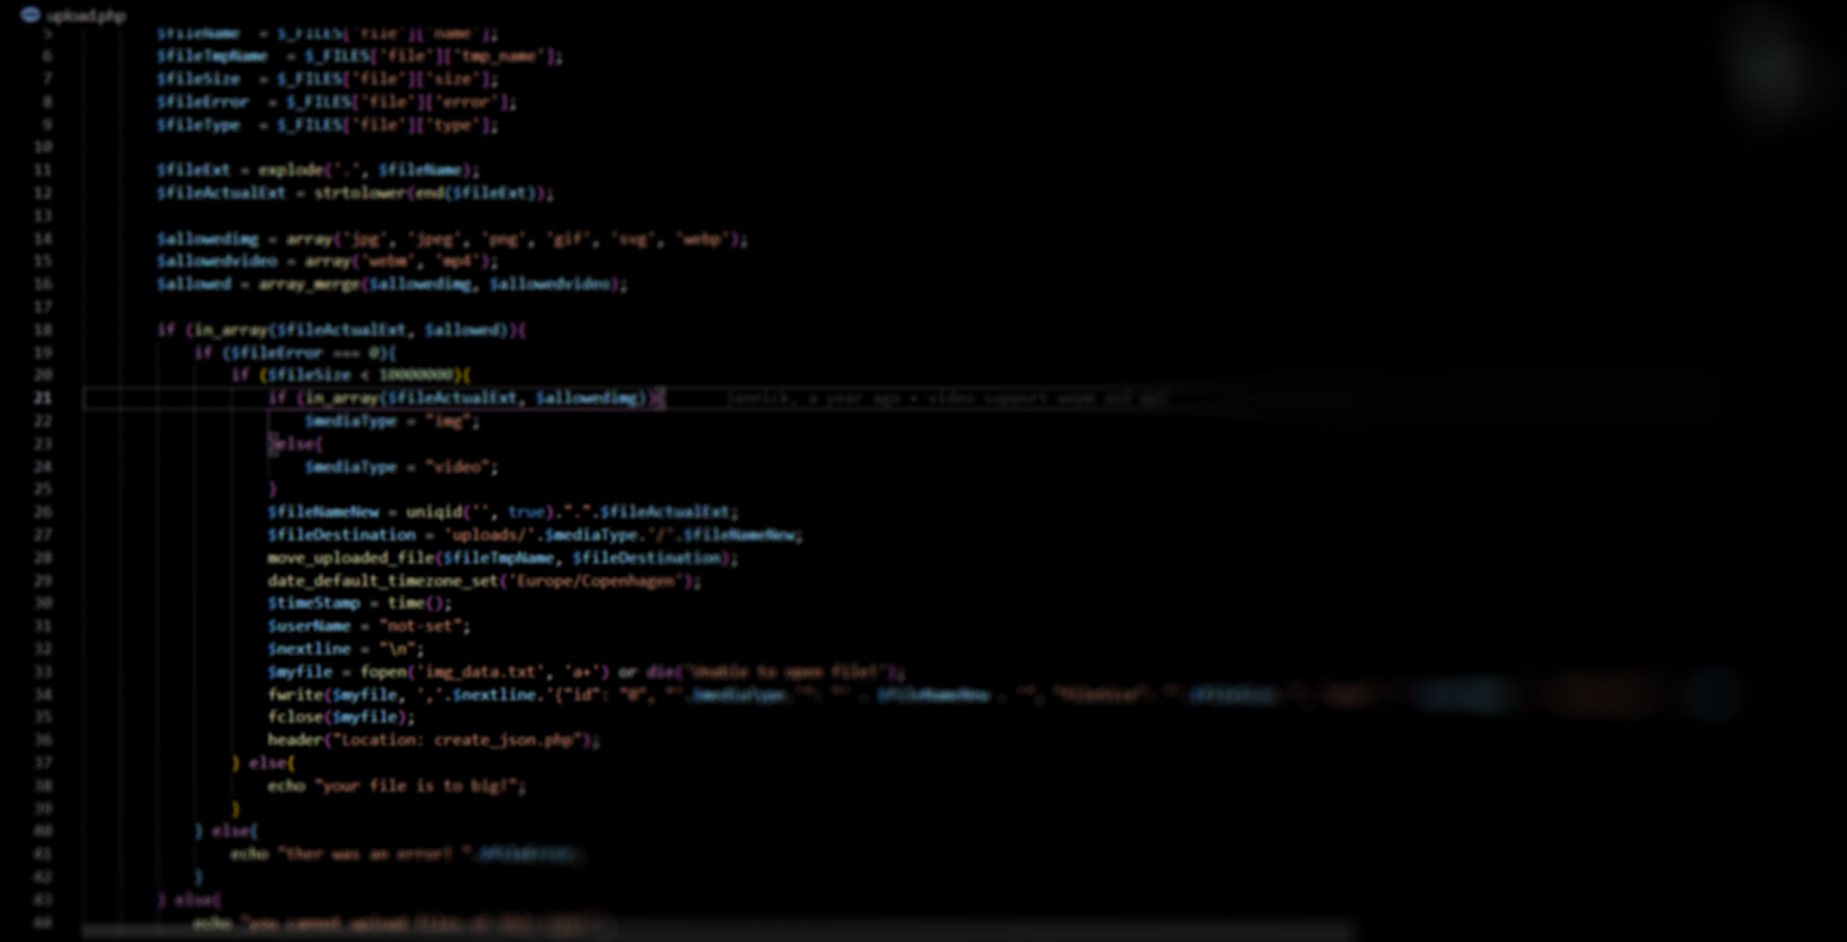 upload.php
5 $fileName = $_FILES['file']['name'];
6 $fileTmpName = $_FILES['file']['tmp_name'];
7 $fileSize = $_FILES['file']['size'];
8 $fileError = $_FILES['file']['error'];
9 $fileType = $_FILES['file']['type'];
10
11 $fileExt = explode('.', $fileName);
12 $fileActualExt = strtolower(end($fileExt));
13
14 $allowedimg = array('jpg', 'jpeg', 'png', 'gif', 'svg', 'webp');
15 $allowedvideo = array('webm', 'mp4');
16 $allowed = array_merge($allowedimg, $allowedvideo);
17
18 if (in_array($fileActualExt, $allowed)){
19 if ($fileError === 0){
20 if ($fileSize < 10000000){
21 if (in_array($fileActualExt, $allowedimg)){ jannick, a year ago • video support
22 $mediaType = "img";
23 }else{
24 $mediaType = "video";
25 }
26 $fileNameNew = uniqid('', true).".".$fileActualExt;
27 $fileDestination = 'uploads/'.$mediaType.'/'.$fileNameNew;
28 move_uploaded_file($fileTmpName, $fileDestination);
29 date_default_timezone_set('Europe/Copenhagen');
30 $timeStamp = time();
31 $userName = "not-set";
32 $nextline = "\n";
33 $myfile = fopen('img_data.txt', 'a+') or die("Unable to open file!");
34 fwrite($myfile, ','.$nextline.'{"id": "0", "'.$mediaType.'": "' . $fileNameNew . '",
35 fclose($myfile);
36 header("Location: create_json.php");
37 } else{
38 echo "your file is to big!";
39 }
40 } else{
41 echo "ther was an error! ".$fileError;
42 }
43 } else{
44 echo "you cannot upload